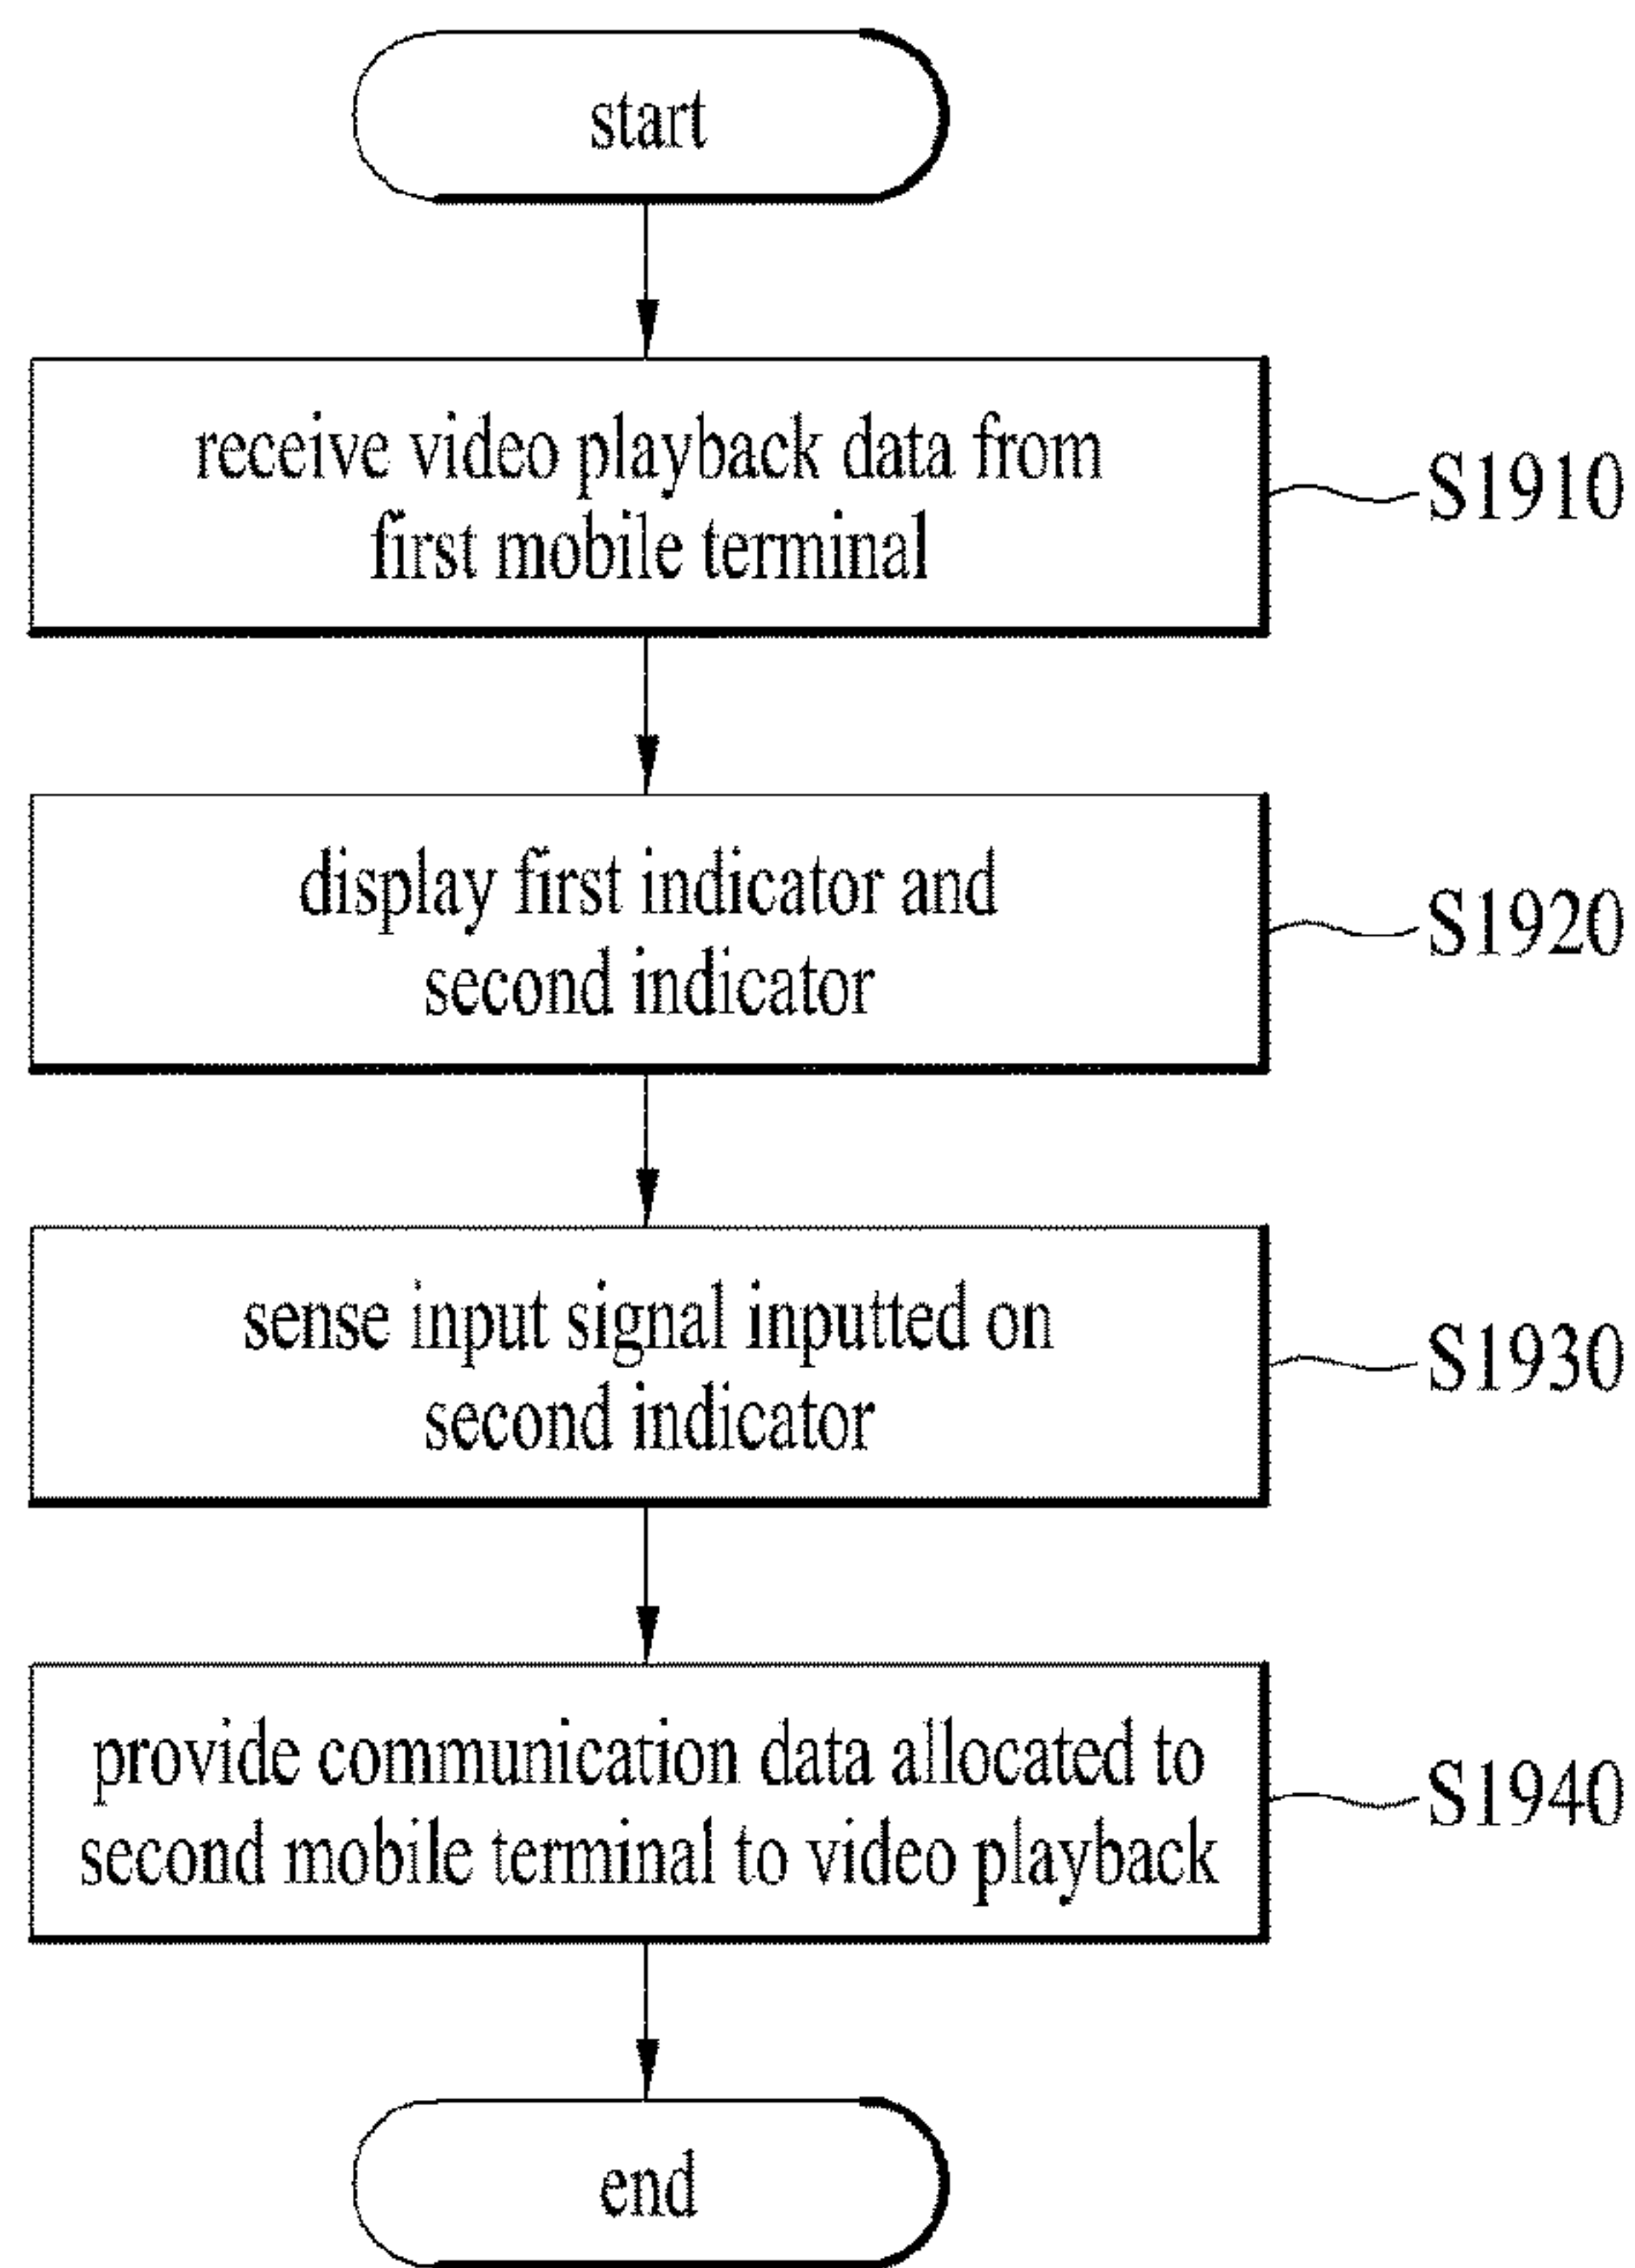 start
receive video playback data from
first mobile terminal
S1910
display first indicator and
second indicator
S1920
sense input signal inputted on
second indicator
S1930
provide communication data allocated to
second mobile terminal to video playback
S1940
end